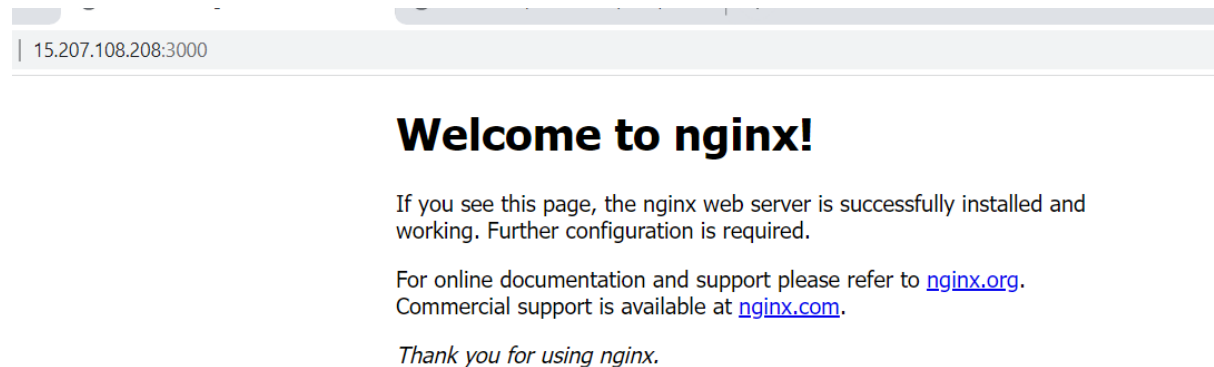 15.207.108.208:3000
Welcome to nginx!
If you see this page, the nginx web server is successfully installed and
working. Further configuration is required.
For online documentation and support please refer to nginx.org.
Commercial support is available at nginx.com.
Thank you for using nginx.